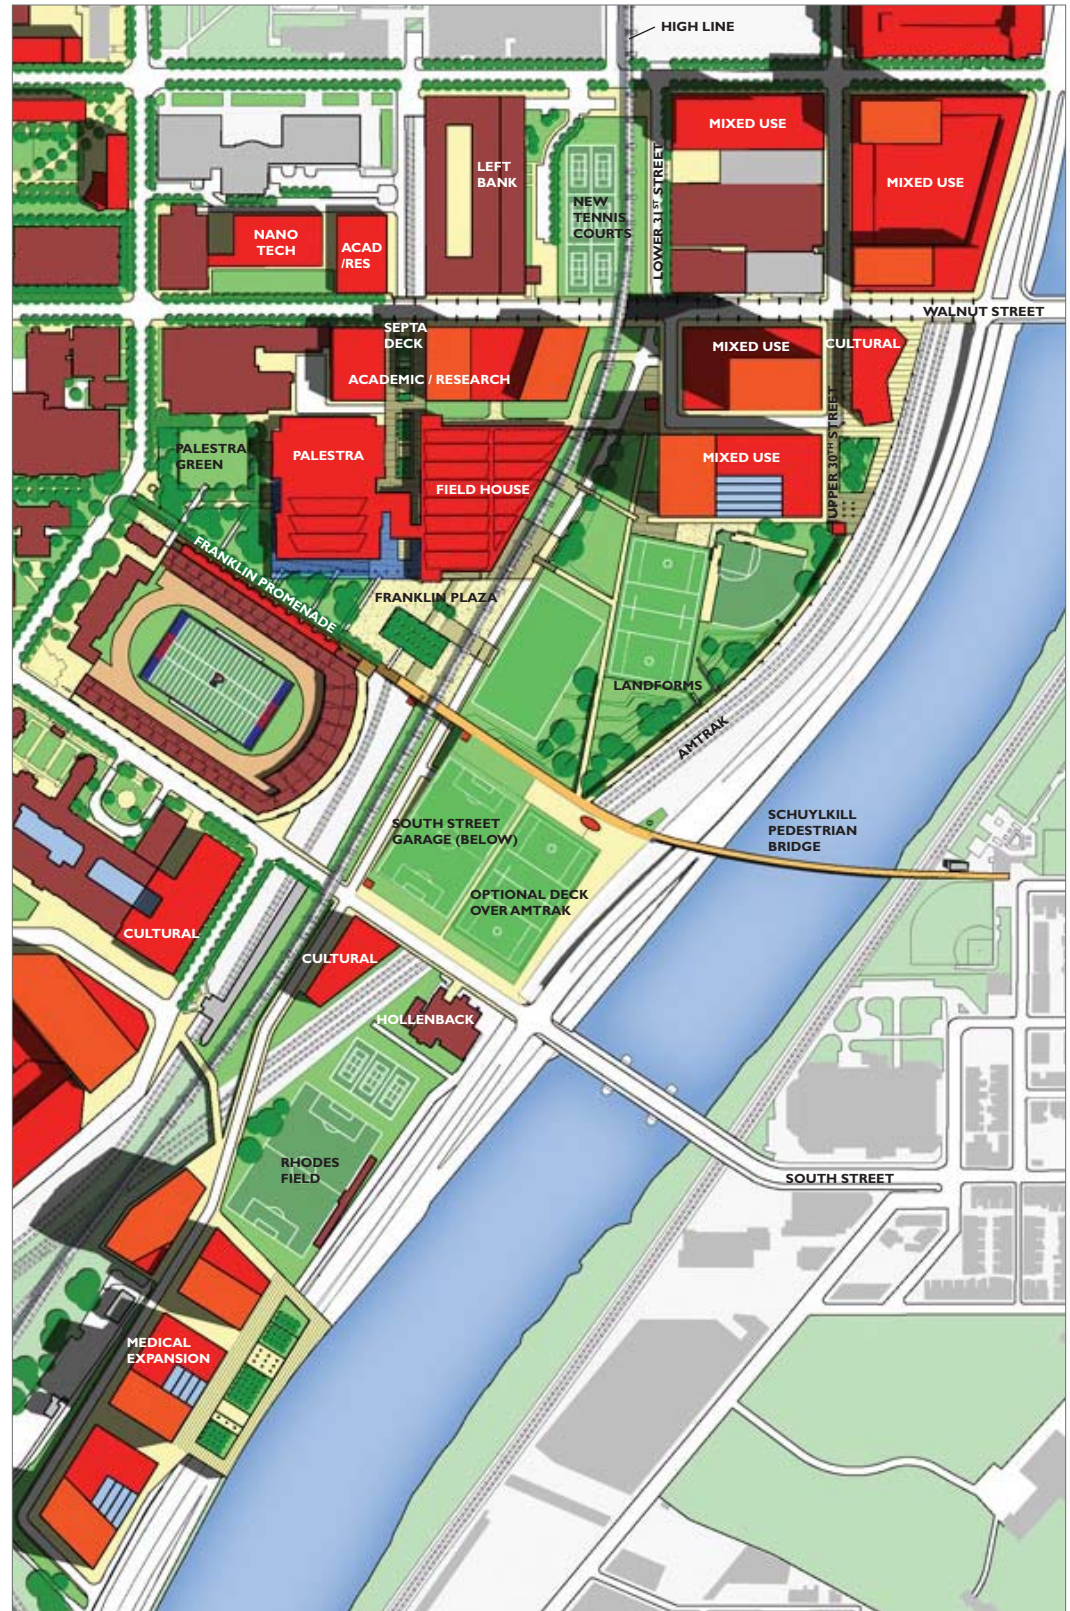 HIGH LINE
MIXED USE
LEFT
BANK
MIXED USE
NEW
TENNIS
COURTS
LOWER 31ST STREET
NANO
TECH
ACAD
/RES
WALNUT STREET
SEPTA
DECK
MIXED USE
CULTURAL
ACADEMIC / RESEARCH
UPPER 30TH STREET
PALESTRA
GREEN
PALESTRA
MIXED USE
FIELD HOUSE
FRANKLIN PROMENADE
FRANKLIN PLAZA
P
LANDFORMS
AMTRAK
SOUTH STREET
GARAGE (BELOW)
SCHUYLKILL
PEDESTRIAN
BRIDGE
OPTIONAL DECK
OVER AMTRAK
CULTURAL
CULTURAL
HOLLENBACK
RHODES
FIELD
SOUTH STREET
MEDICAL
EXPANSION